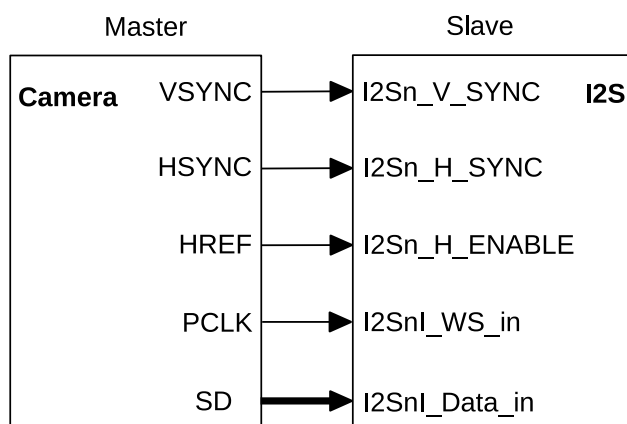 Master Slave
Camera VSYNC I2Sn_V_SYNC I2S
HSYNC I2Sn_H_SYNC
HREF I2Sn_H_ENABLE
PCLK I2SnI_WS_in
SD I2SnI_Data_in